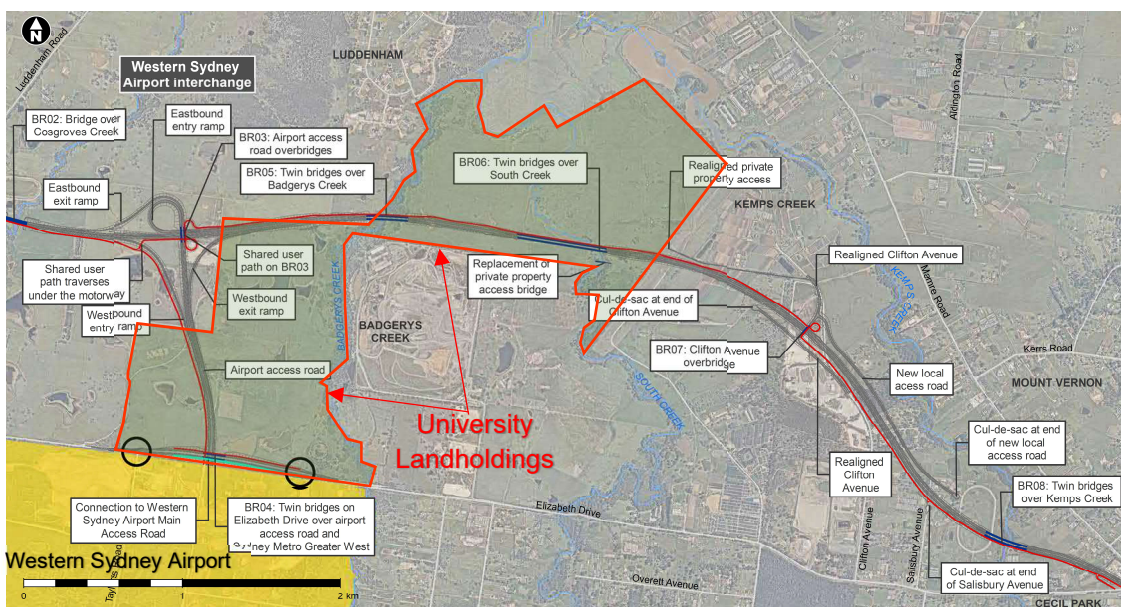 N
Luddenham Road
LUDDENHAM
Western Sydney
Airport interchange
Aldington Road
BR02: Bridge over
Cosgroves Creek
Eastbound
entry ramp
BR03: Airport access
road overbridges
BR05: Twin bridges over
Badgerys Creek
BR06: Twin bridges over
South Creek
Realigned private
property access
Eastbound
exit ramp
KEMPS CREEK
Shared user
path on BR03
Realigned Clifton Avenue
Shared user
path traverses
under the motorway
Replacement of
private property
access bridge
KEMPS CREEK
Mamre Road
Westbound
exit ramp
Westbound
entry ramp
BADGERYS CREEK
Cul-de-sac at end of
Clifton Avenue
BADGERYS
CREEK
BR07: Clifton Avenue
overbridge
Kerrs Road
Airport access road
New local
acess road
MOUNT VERNON
SOUTH CREEK
University
Landholdings
Cul-de-sac at end
of new local
access road
Realigned
Clifton
Avenue
BR08: Twin bridges
over Kemps Creek
Connection to Western
Sydney Airport Main
Access Road
BR04: Twin bridges on
Elizabeth Drive over airport
access road and
Sydney Metro Greater West
Elizabeth Drive
Clifton Avenue
Salisbury Avenue
Western Sydney Airport
Road
Overett Avenue
Cul-de-sac at end
of Salisbury Avenue
0 1 2 km
CECIL PARK